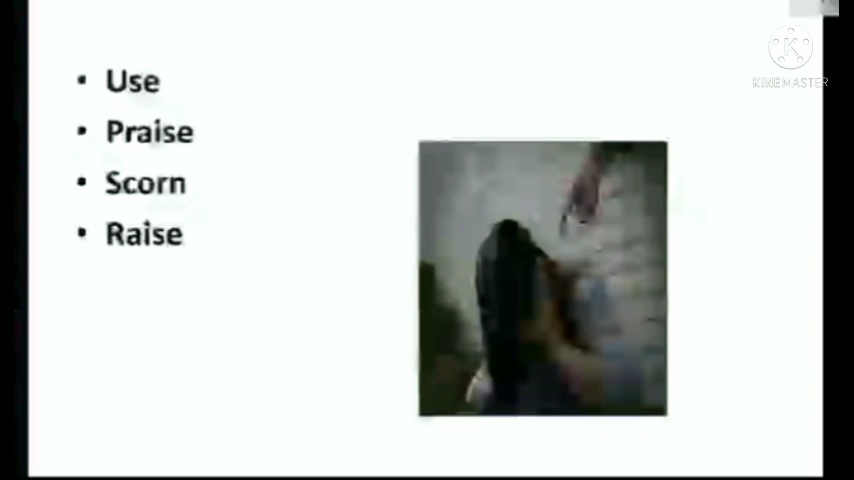 • Use
• Praise
• Scorn
• Raise
KINEMASTER